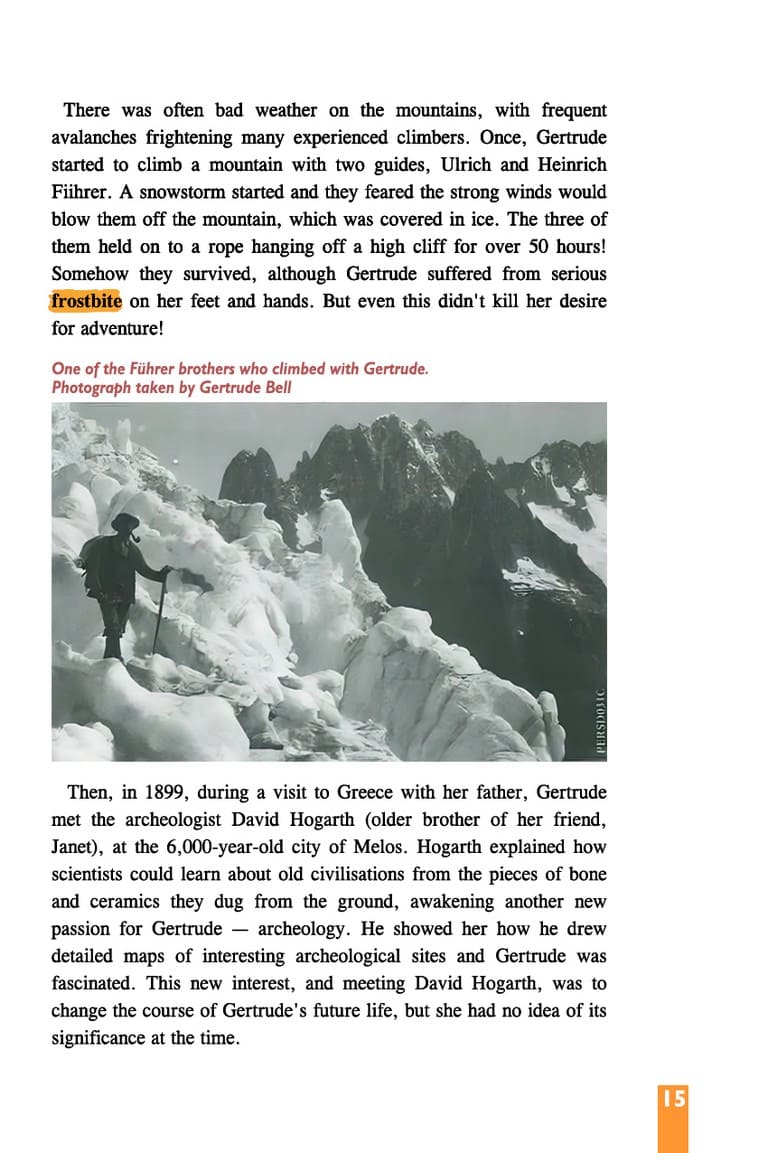 There was often bad weather on the mountains, with frequent
avalanches frightening many experienced climbers. Once, Gertrude
started to climb a mountain with two guides, Ulrich and Heinrich
Fiihrer. A snowstorm started and they feared the strong winds would
blow them off the mountain, which was covered in ice. The three of
them held on to a rope hanging off a high cliff for over 50 hours!
Somehow they survived, although Gertrude suffered from serious
frostbite on her feet and hands. But even this didn't kill her desire
for adventure!
One of the Führer brothers who climbed with Gertrude.
Photograph taken by Gertrude Bell
PERSD031C
Then, in 1899, during a visit to Greece with her father, Gertrude
met the archeologist David Hogarth (older brother of her friend,
Janet), at the 6,000-year-old city of Melos. Hogarth explained how
scientists could learn about old civilisations from the pieces of bone
and ceramics they dug from the ground, awakening another new
passion for Gertrude — archeology. He showed her how he drew
detailed maps of interesting archeological sites and Gertrude was
fascinated. This new interest, and meeting David Hogarth, was to
change the course of Gertrude's future life, but she had no idea of its
significance at the time.
15